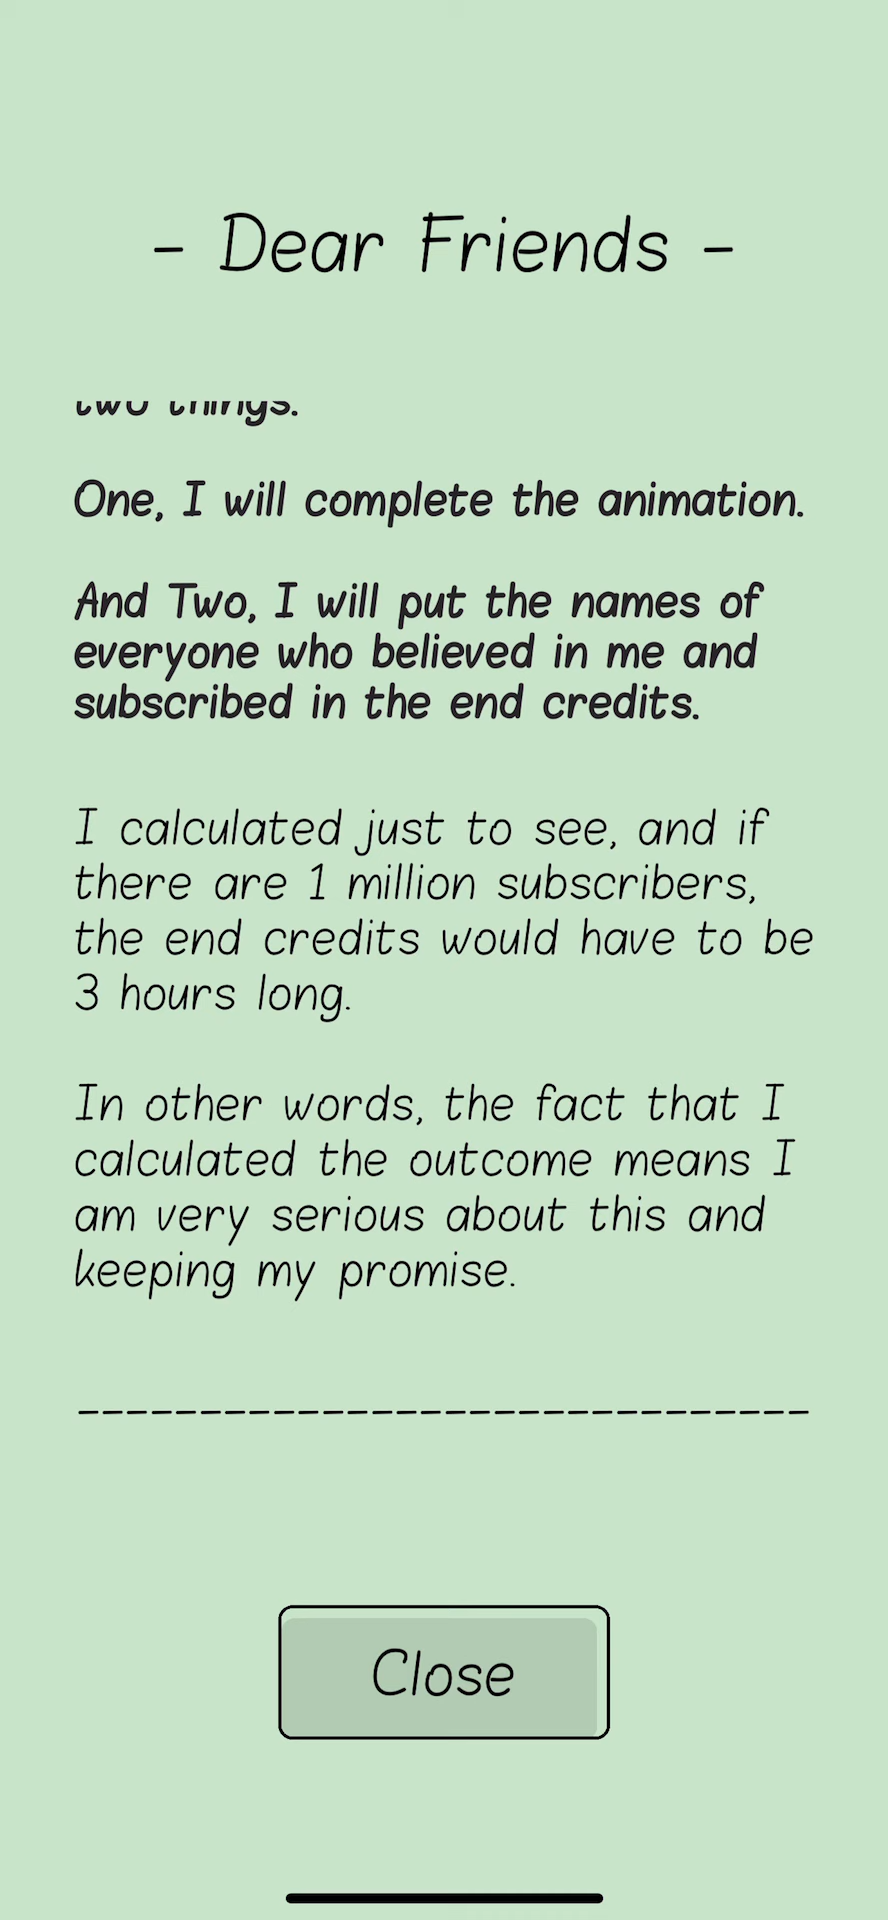 - Dear Friends -
two things.
One, I will complete the animation.
And Two, I will put the names of
everyone who believed in me and
subscribed in the end credits.
I calculated just to see, and if
there are 1 million subscribers,
the end credits would have to be
3 hours long.
In other words, the fact that I
calculated the outcome means I
am very serious about this and
keeping my promise.
------------------------------
Close